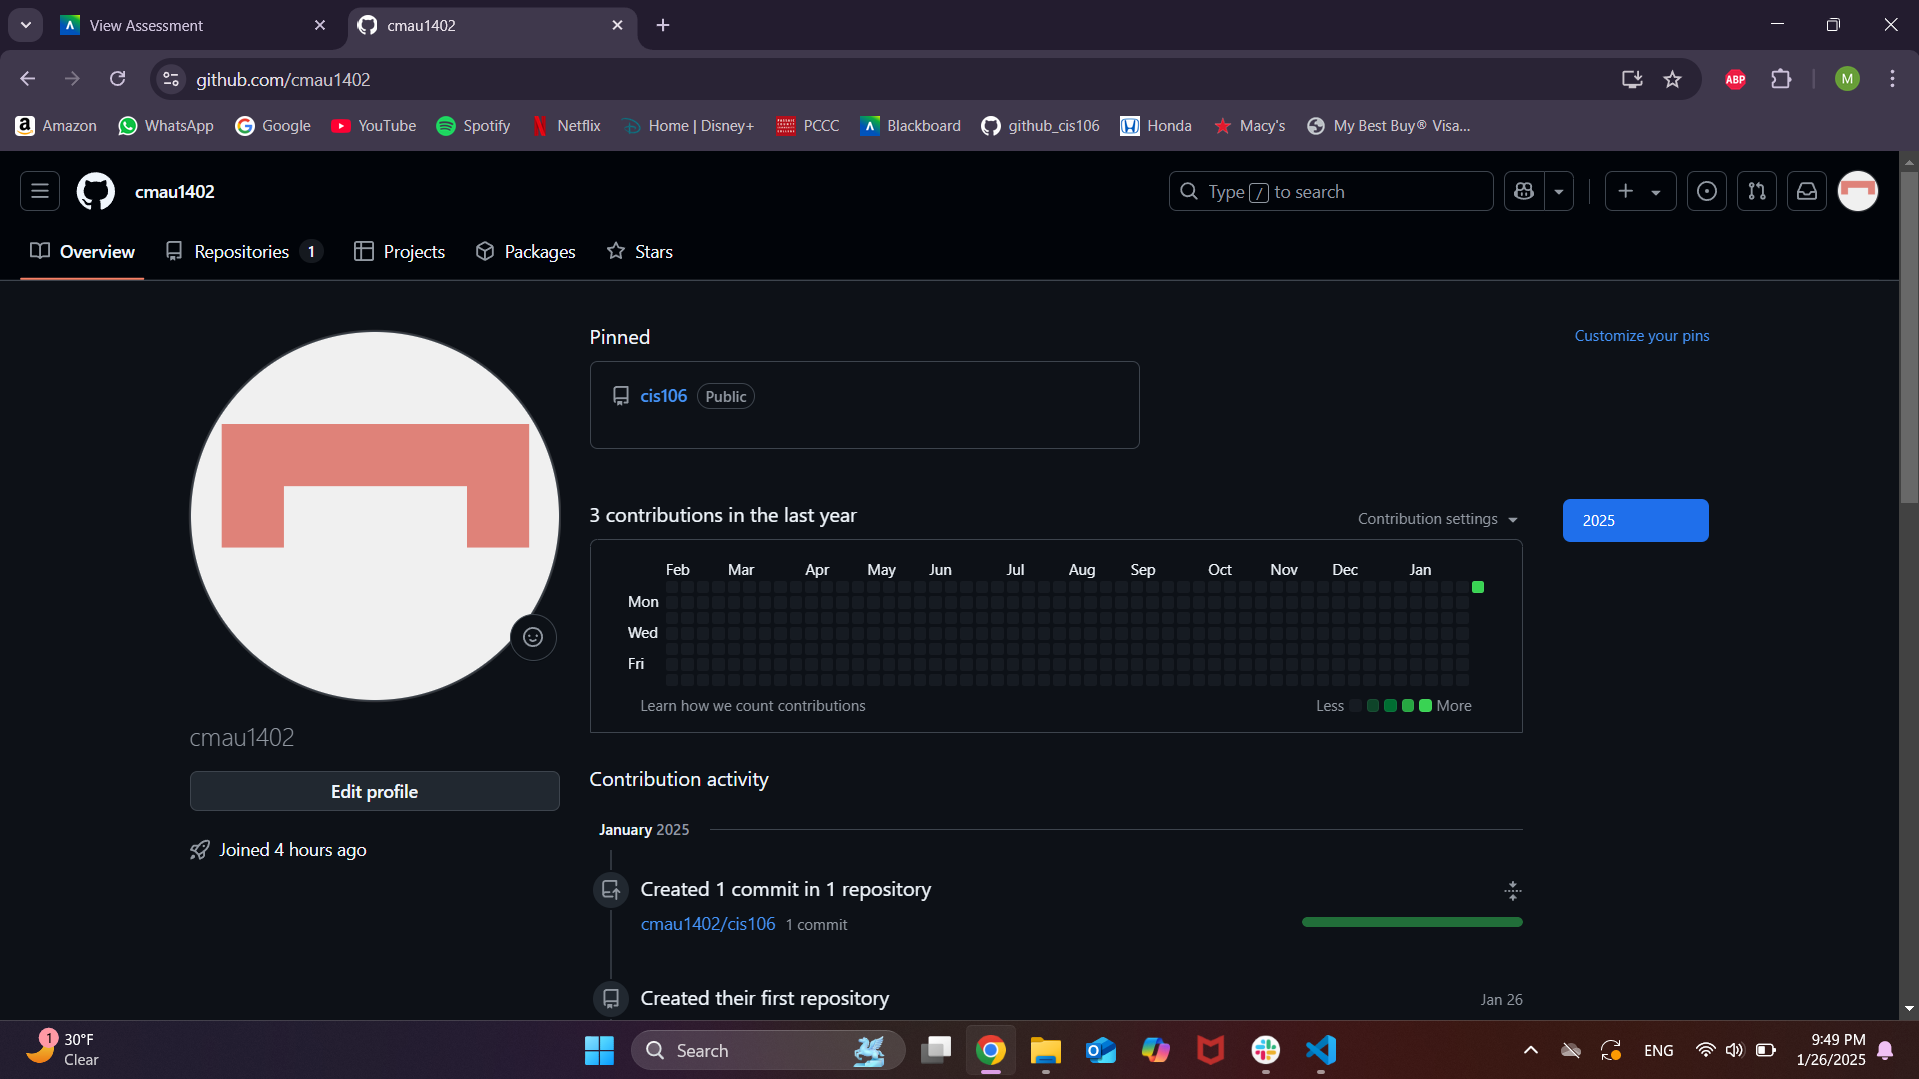 View Assessment
cmau1402
github.com/cmau1402
ABP
M
a Amazon
WhatsApp
Google
YouTube
Spotify
Netflix
Home | Disney+
PCCC
Blackboard
github_cis106
Honda
Macy's
My Best Buy® Visa...
cmau1402
Type / to search
Overview
Repositories 1
Projects
Packages
Stars
Pinned
Customize your pins
cis106 Public
3 contributions in the last year
Contribution settings
2025
Feb Mar Apr May Jun Jul Aug Sep Oct Nov Dec Jan
Mon
Wed
Fri
Learn how we count contributions
Less More
cmau1402
Edit profile
Joined 4 hours ago
Contribution activity
January 2025
Created 1 commit in 1 repository
cmau1402/cis106 1 commit
Created their first repository
Jan 26
1
30°F
Clear
Search
ENG
9:49 PM
1/26/2025